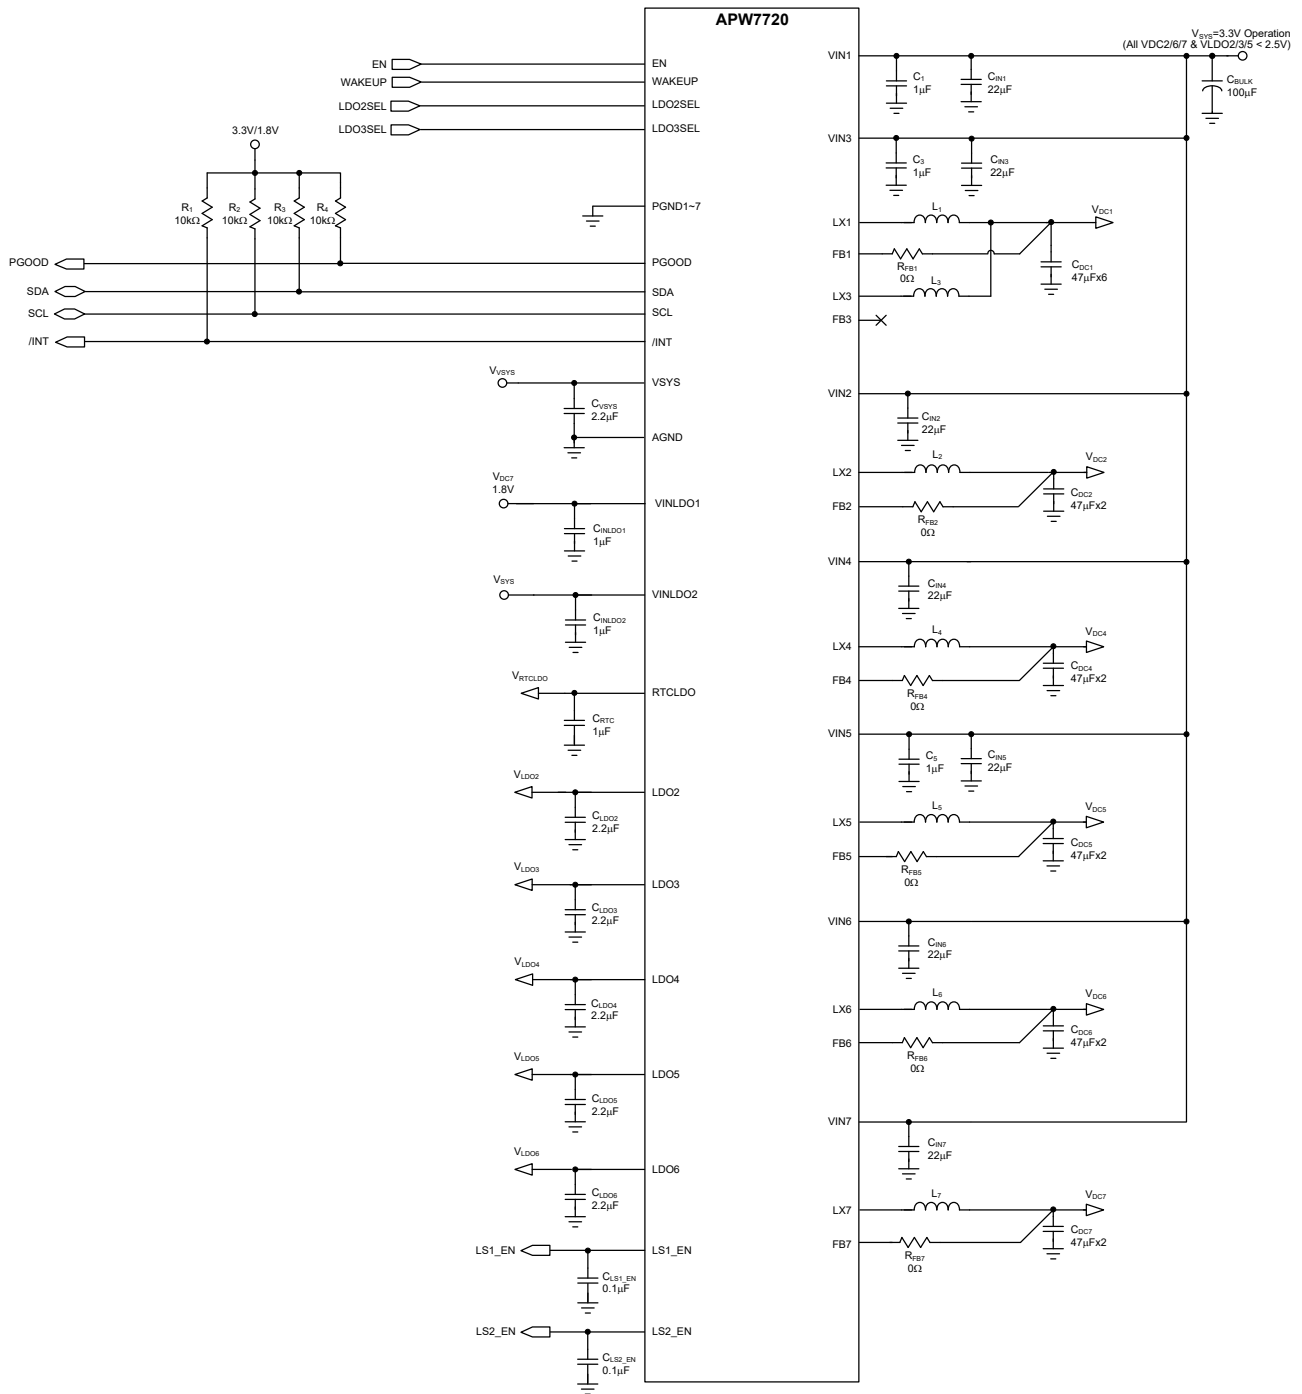 APW7720
V_SYS=3.3V Operation
(All VDC2/6/7 & VLDO2/3/5 < 2.5V)
EN
EN
WAKEUP
WAKEUP
LDO2SEL
LDO2SEL
LDO3SEL
LDO3SEL
3.3V/1.8V
R1
10kΩ
R2
10kΩ
R3
10kΩ
R4
10kΩ
PGND1~7
PGOOD
PGOOD
SDA
SDA
SCL
SCL
/INT
/INT
VVSYS
VSYS
CVSYS
2.2µF
AGND
VDC7
1.8V
VINLDO1
CINLDO1
1µF
VSYS
VINLDO2
CINLDO2
1µF
VRTCLDO
RTCLDO
CRTC
1µF
VLDO2
LDO2
CLDO2
2.2µF
VLDO3
LDO3
CLDO3
2.2µF
VLDO4
LDO4
CLDO4
2.2µF
VLDO5
LDO5
CLDO5
2.2µF
VLDO6
LDO6
CLDO6
2.2µF
LS1_EN
LS1_EN
CLS1_EN
0.1µF
LS2_EN
LS2_EN
CLS2_EN
0.1µF
VIN1
C1
1µF
CIN1
22µF
CBULK
100µF
VIN3
C3
1µF
CIN3
22µF
LX1
L1
VDC1
FB1
RFB1
0Ω
CDC1
47µFx6
LX3
L3
FB3
VIN2
CIN2
22µF
LX2
L2
VDC2
FB2
RFB2
0Ω
CDC2
47µFx2
VIN4
CIN4
22µF
LX4
L4
VDC4
FB4
RFB4
0Ω
CDC4
47µFx2
VIN5
C5
1µF
CIN5
22µF
LX5
L5
VDC5
FB5
RFB5
0Ω
CDC5
47µFx2
VIN6
CIN6
22µF
LX6
L6
VDC6
FB6
RFB6
0Ω
CDC6
47µFx2
VIN7
CIN7
22µF
LX7
L7
VDC7
FB7
RFB7
0Ω
CDC7
47µFx2